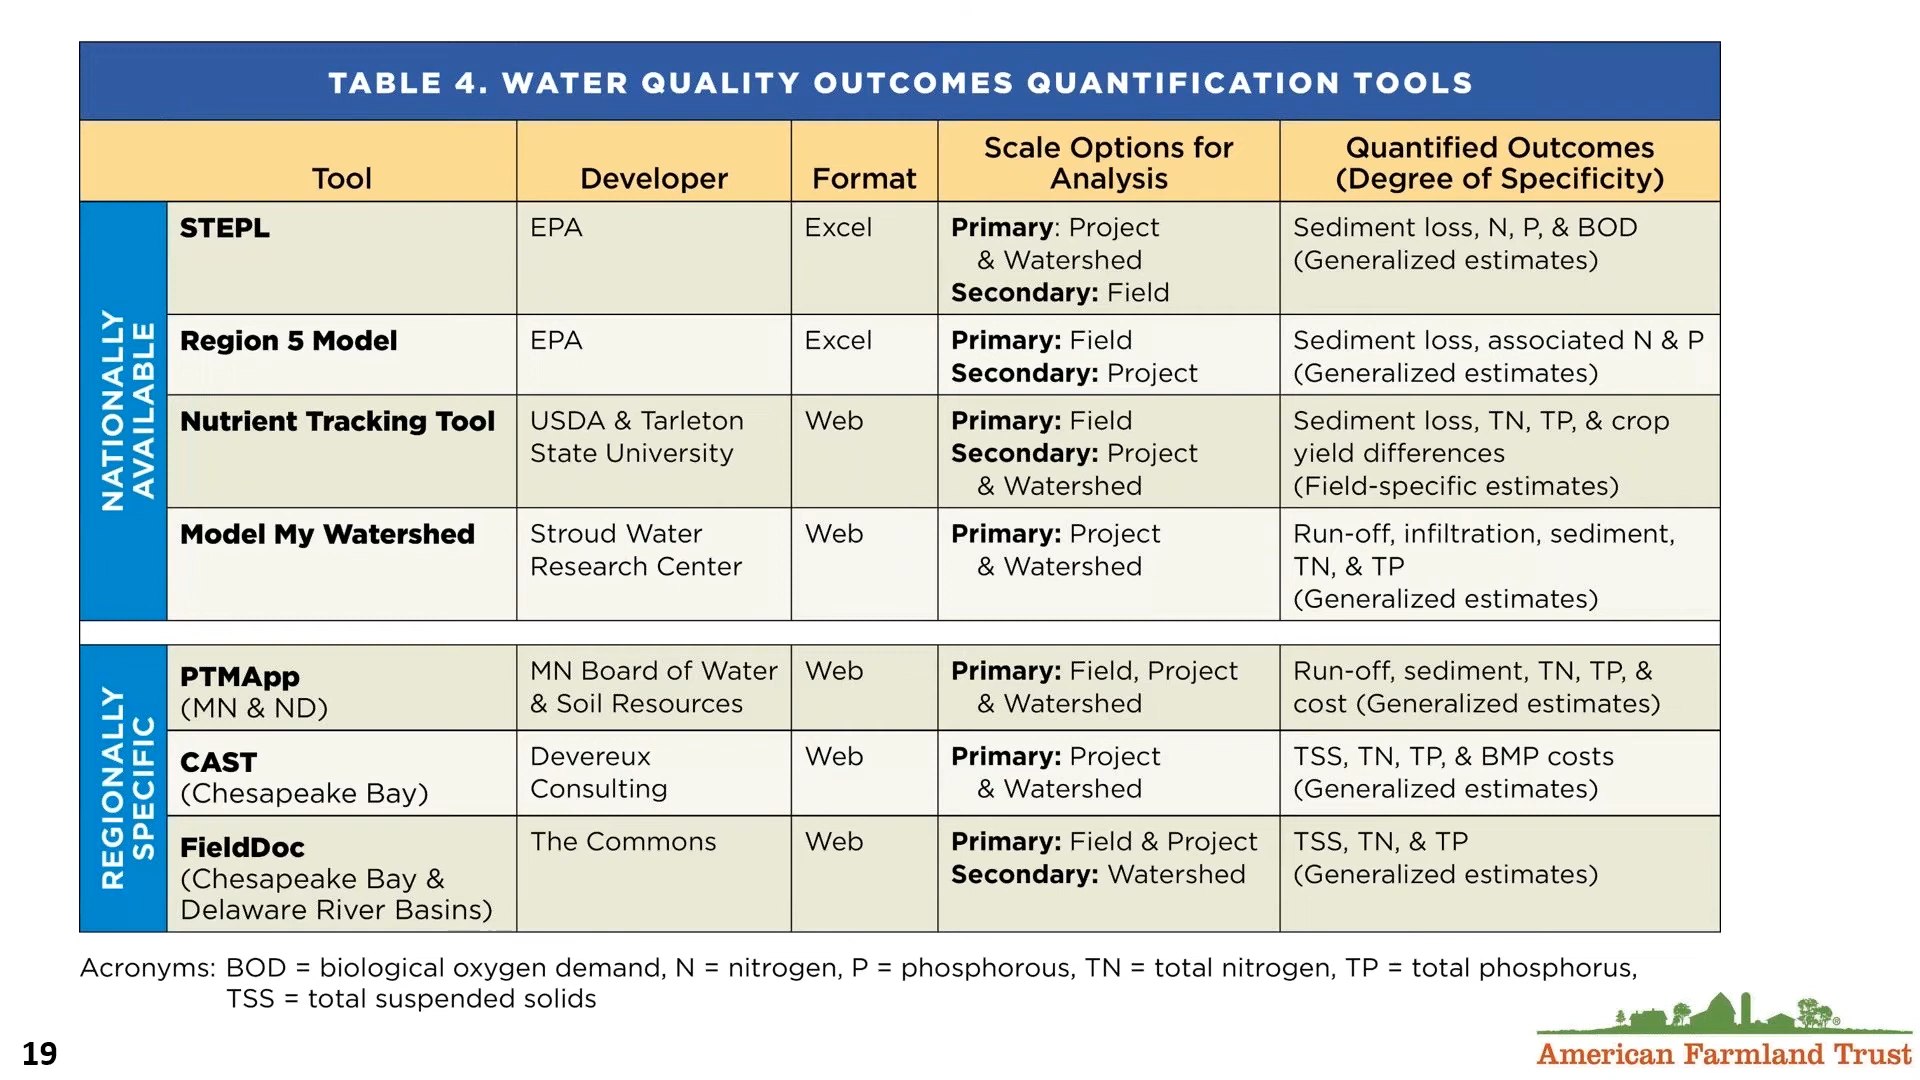 TABLE 4. WATER QUALITY OUTCOMES QUANTIFICATION TOOLS
Tool
Developer
Format
Scale Options for
Analysis
Quantified Outcomes
(Degree of Specificity)
NATIONALLY
AVAILABLE
STEPL
EPA
Excel
Primary: Project
& Watershed
Secondary: Field
Sediment loss, N, P, & BOD
(Generalized estimates)
Region 5 Model
EPA
Excel
Primary: Field
Secondary: Project
Sediment loss, associated N & P
(Generalized estimates)
Nutrient Tracking Tool
USDA & Tarleton
State University
Web
Primary: Field
Secondary: Project
& Watershed
Sediment loss, TN, TP, & crop
yield differences
(Field-specific estimates)
Model My Watershed
Stroud Water
Research Center
Web
Primary: Project
& Watershed
Run-off, infiltration, sediment,
TN, & TP
(Generalized estimates)
REGIONALLY
SPECIFIC
PTMApp
(MN & ND)
MN Board of Water
& Soil Resources
Web
Primary: Field, Project
& Watershed
Run-off, sediment, TN, TP, &
cost (Generalized estimates)
CAST
(Chesapeake Bay)
Devereux
Consulting
Web
Primary: Project
& Watershed
TSS, TN, TP, & BMP costs
(Generalized estimates)
FieldDoc
(Chesapeake Bay &
Delaware River Basins)
The Commons
Web
Primary: Field & Project
Secondary: Watershed
TSS, TN, & TP
(Generalized estimates)
Acronyms: BOD = biological oxygen demand, N = nitrogen, P = phosphorous, TN = total nitrogen, TP = total phosphorus,
TSS = total suspended solids
19
American Farmland Trust